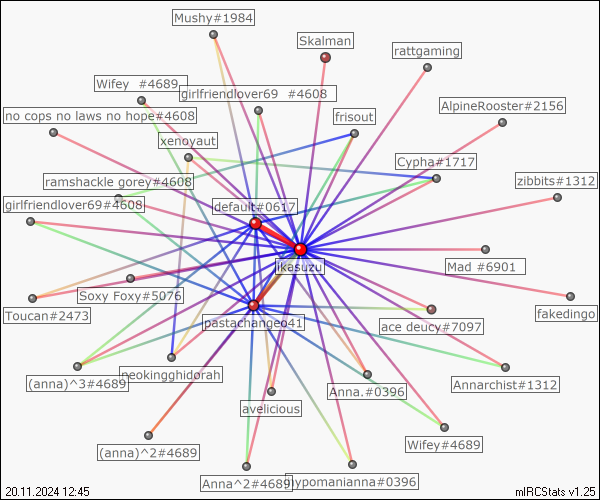 Mushy#1984
Skalman
rattgaming
Wifey #4689
girlfriendlover69 #4608
AlpineRooster#2156
no cops no laws no hope#4608
frisout
xenoyaut
Cypha#1717
ramshackle gorey#4608
zibbits#1312
girlfriendlover69#4608
default#0617
ikasuzu
Mad #6901
Soxy Foxy#5076
fakedingo
Toucan#2473
pastachangeo41
ace deucy#7097
(anna)^3#4689
neokingghidorah
Anna.#0396
Annarchist#1312
avelicious
(anna)^2#4689
Wifey#4689
Anna^2#4689
hypomanianna#0396
20.11.2024 12:45
mIRCStats v1.25